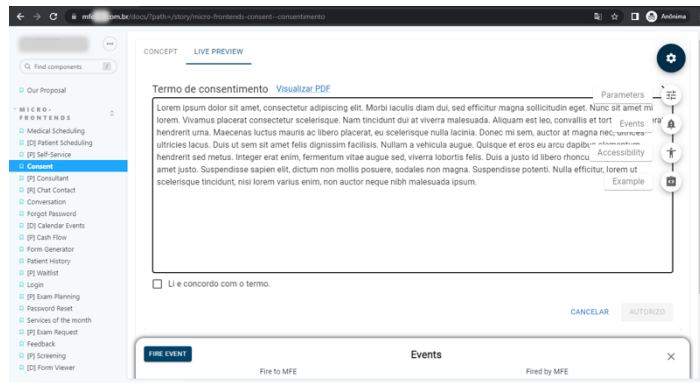 mfe .com.br/docs/?path=/story/micro-frontends-consent--consentimento
Anônima
Find components
/
Our Proposal
MICRO-
FRONTENDS
Medical Scheduling
[D] Patient Scheduling
[P] Self-Service
Consent
[P] Consultant
[R] Chat Contact
Conversation
Forgot Password
[D] Calendar Events
[P] Cash Flow
Form Generator
Patient History
[P] Waitlist
Login
[P] Exam Planning
Password Reset
Services of the month
[P] Exam Request
Feedback
[P] Screening
[D] Form Viewer
CONCEPT LIVE PREVIEW
Termo de consentimento Visualizar PDF
Lorem ipsum dolor sit amet, consectetur adipiscing elit. Morbi iaculis diam dui, sed efficitur magna sollicitudin eget. Nunc sit amet mi
lorem. Vivamus placerat consectetur scelerisque. Nam tincidunt dui at viverra malesuada. Aliquam est leo, convallis et tort
hendrerit urna. Maecenas luctus mauris ac libero placerat, eu scelerisque nulla lacinia. Donec mi sem, auctor at magna nec, ultrices
ultricies lacus. Duis ut sem sit amet felis dignissim facilisis. Nullam a vehicula augue. Quisque et eros eu arcu dapibus elementum
hendrerit sed metus. Integer erat enim, fermentum vitae augue sed, viverra lobortis felis. Duis a justo id libero rhoncu
amet justo. Suspendisse sapien elit, dictum non mollis posuere, sodales non magna. Suspendisse potenti. Nulla efficitur, lorem ut
scelerisque tincidunt, nisi lorem varius enim, non auctor neque nibh malesuada ipsum.
Parameters
Events
Accessibility
Example
Li e concordo com o termo.
CANCELAR AUTORIZO
FIRE EVENT Events
Fire to MFE Fired by MFE